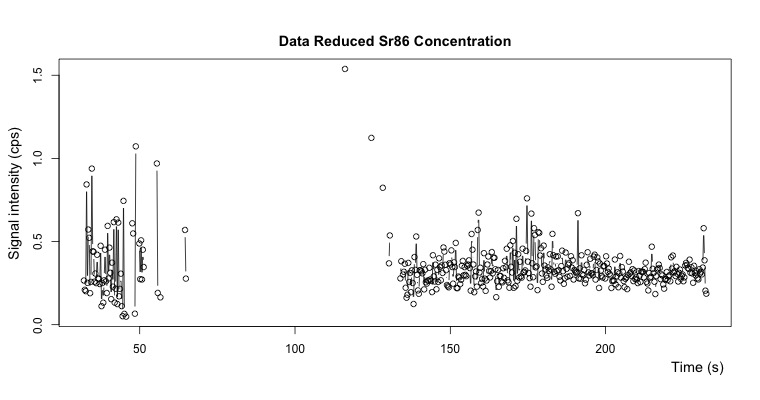 Data Reduced Sr86 Concentration
Signal intensity (cps)
1.5
1.0
0.5
0.0
50 100 150 200
Time (s)